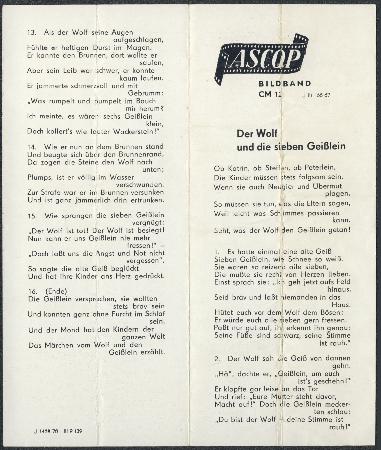 13. Als der Wolf seine Augen
aufgeschlagen,
Fühlte er heftigen Durst im Magen.
Er kannte den Brunnen, dort wollte er
saufen,
Aber sein Leib war schwer, er konnte
kaum laufen.
Er jammerte schmerzvoll und mit
Gebrumm:
„Was rumpelt und pumpelt im Bauch
mir herum?
Ich meinte, es wären sechs Geißlein
klein,
Doch kollert's wie lauter Wackerstein!"
14. Wie er nun an dem Brunnen stand
Und beugte sich über den Brunnenrand,
Da zogen die Steine den Wolf nach
unten:
Plumps, ist er völlig im Wasser
verschwunden.
Zur Strafe war er im Brunnen versunken
Und ist ganz jämmerlich drin ertrunken.
15. Wie sprangen die sieben Geißlein
vergnügt:
„Der Wolf ist tot! Der Wolf ist besiegt!
Nun kann er uns Geißlein nie mehr
fressen!" —
„Doch laßt uns die Angst und Not nicht
vergessen".
So sagte die alte Geiß beglückt
Und hat ihre Kinder ans Herz gedrückt.
16. (Ende)
Die Geißlein versprachen, sie wollten
stets brav sein
Und konnten ganz ohne Furcht im Schlaf
sein.
Und der Mond hat den Kindern der
ganzen Welt
Das Märchen vom Wolf und den
Geißlein erzählt.
ASCOP
BILDBAND
CM 12
Der Wolf
und die sieben Geißlein
Ob Katrin, ob Steffen, ob Peterlein,
Die Kinder müssen stets folgsam sein.
Wenn sie auch Neugier und Übermut
plagen,
So müssen sie tun, was die Eltern sagen,
Weil leicht was Schlimmes passieren
kann.
Seht, was der Wolf den Geißlein getan!
1. Es hatte einmal eine alte Geiß
Sieben Geißlein, wie Schnee so weiß.
Sie waren so reizend alle sieben,
Die mußte sie recht von Herzen lieben.
Einst sprach sie: „Ich geh jetzt aufs Feld
hinaus.
Seid brav und laßt niemanden in das
Haus.
Hütet euch vor dem Wolf dem Bösen:
Er würde euch alle sieben gern fressen.
Paßt nur gut auf, ihr erkennt ihn genau:
Seine Füße sind schwarz, seine Stimme
ist rauh."
2. Der Wolf sah die Geiß von dannen
gehn.
„Hö", dachte er, „Geißlein, um euch
ist's geschehn!"
Er klopfte gar leise an das Tor
Und rief: „Eure Mutter steht davor,
Macht auf!" Doch die Geißlein mecker-
ten schlau:
„Du bist der Wolf — deine Stimme ist
rauh!"